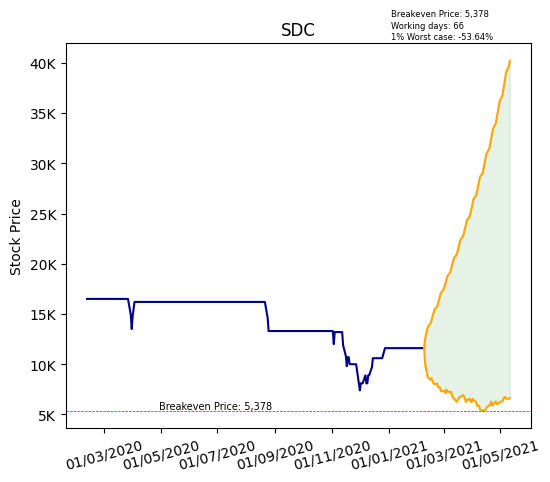 Breakeven Price: 5,378
Working days: 66
1% Worst case: -53.64%
SDC
Stock Price
40K
35K
30K
25K
20K
15K
10K
5K
Breakeven Price: 5,378
01/03/2020
01/05/2020
01/07/2020
01/09/2020
01/11/2020
01/01/2021
01/03/2021
01/05/2021